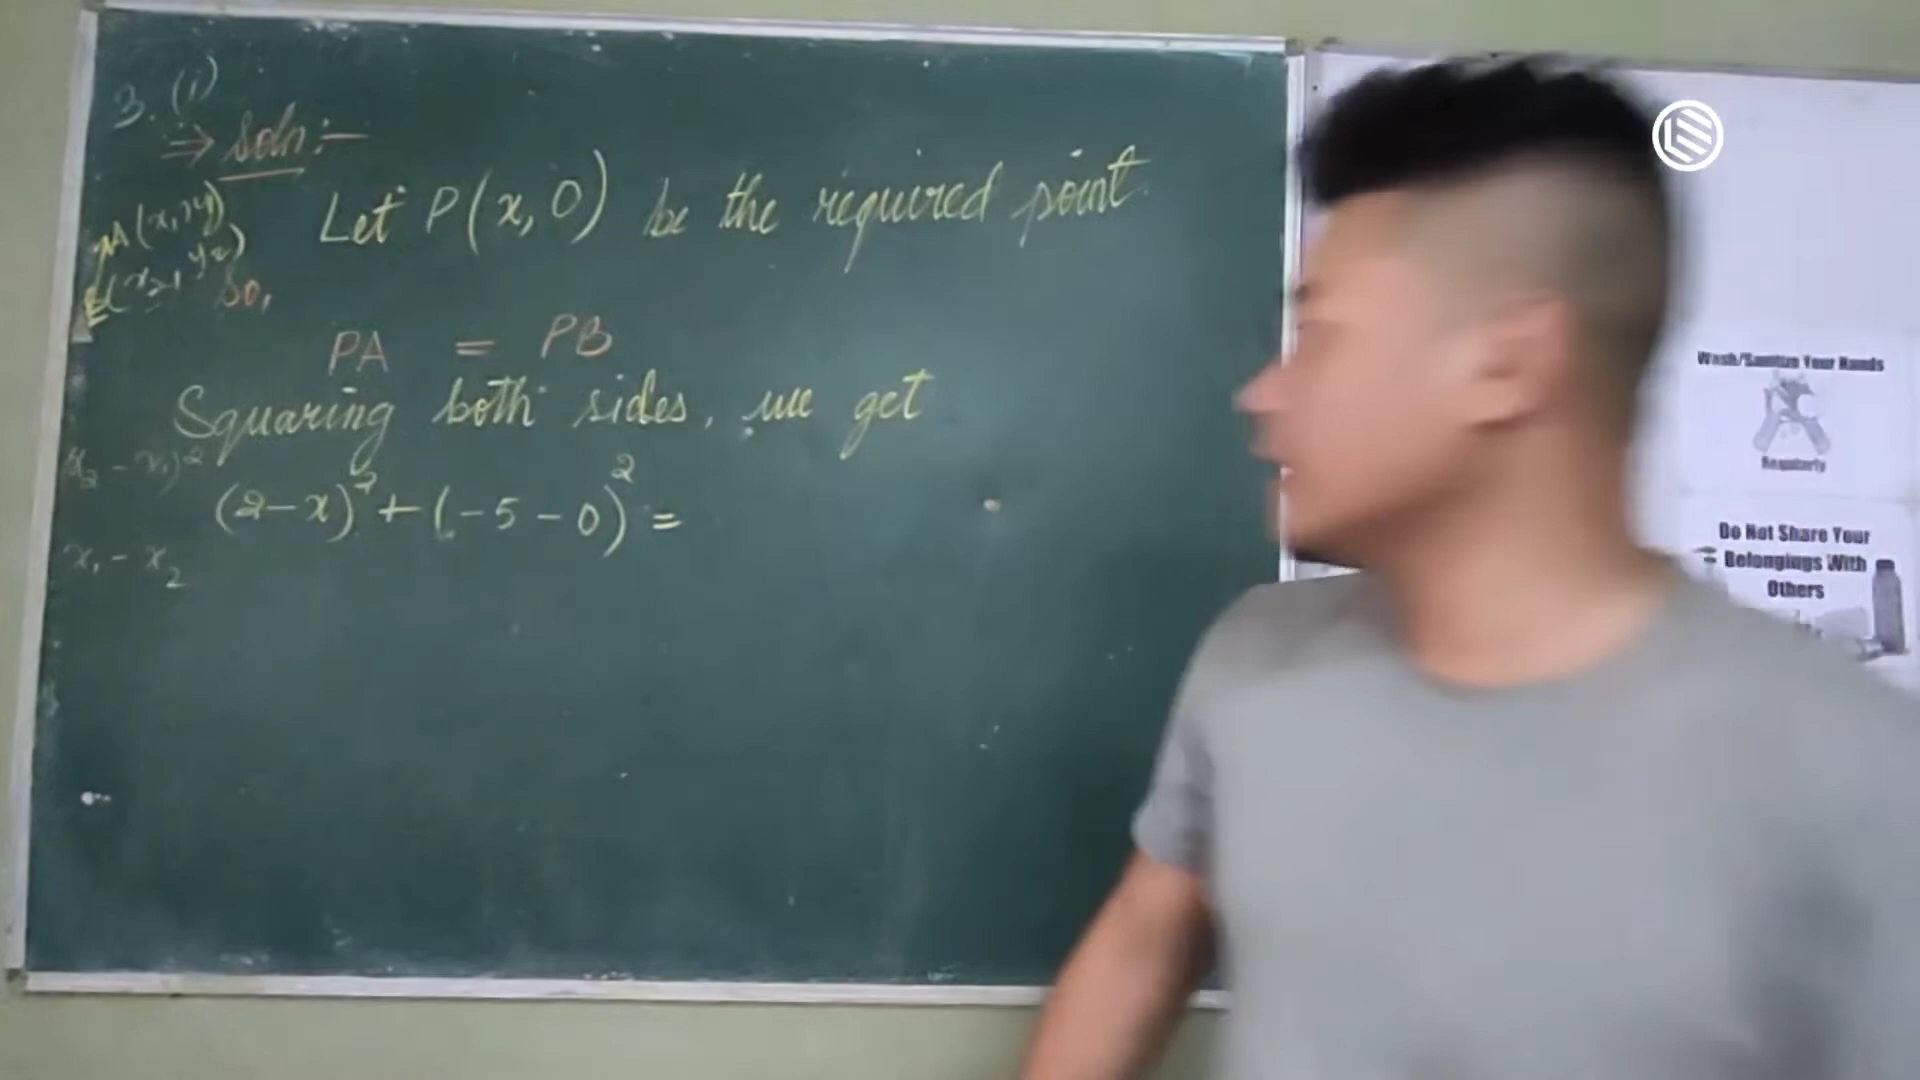 3. (i)
⇒ Soln:-
Let P(x, 0) be the required point.
A(x, y)
(x₂, y₂)
So,
PA = PB
Squaring both sides, we get
x₂ - x₁)²
(2-x)² + (-5-0)² =
x₁ - x₂
Wash/Sanitize Your Hands
Regularly
Do Not Share Your
Belongings With
Others